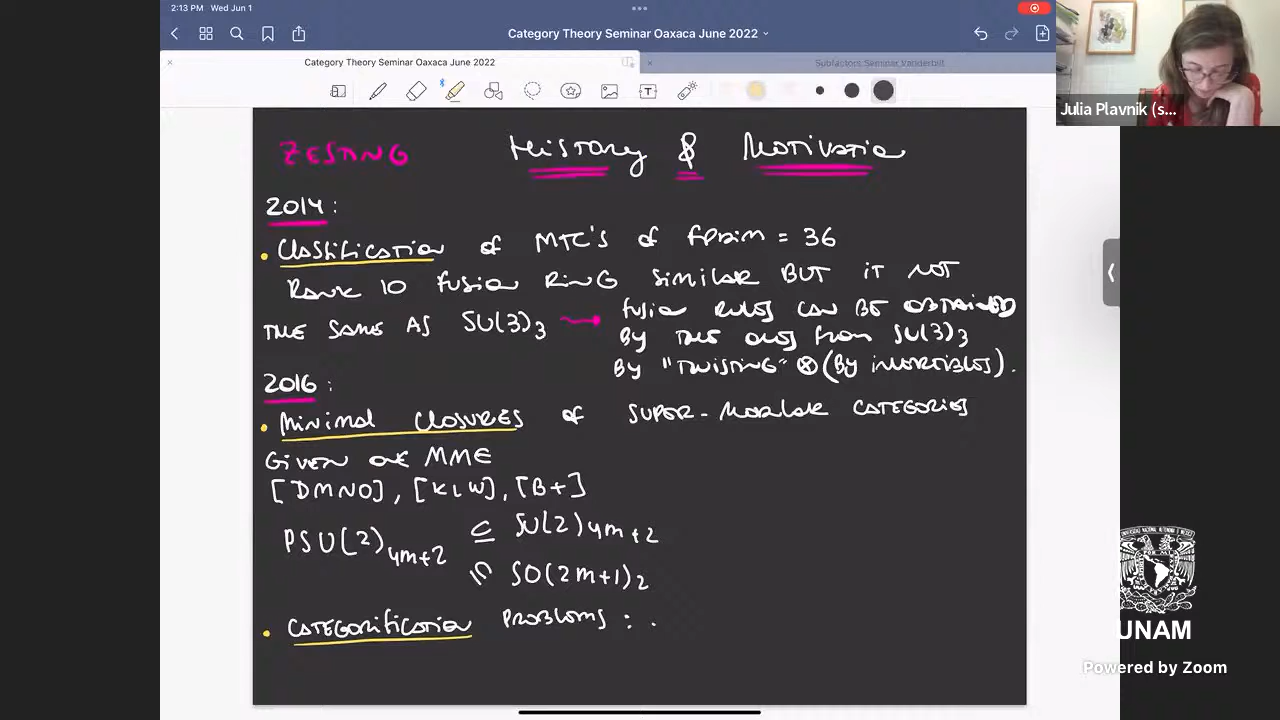 2:13 PM Wed Jun 1
Category Theory Seminar Oaxaca June 2022
Category Theory Seminar Oaxaca June 2022
Subfactors Seminar Vanderbilt
Julia Plavnik (s...
ZESTING HISTORY & MOTIVATION
2014:
• CLASSIFICATION OF MTC'S OF FPDIM = 36
RANK 10 FUSION RING SIMILAR BUT IT NOT
THE SAME AS SU(3)₃ → FUSION RULES CAN BE OBTAINED
BY THE ONES FROM SU(3)₃
BY "TWISTING" ⊗ (BY INVERTIBLES).
2016:
• MINIMAL CLOSURES OF SUPER-MODULAR CATEGORIES
GIVEN ONE MME
[DMNO], [KLW], [B+]
PSU(2)₄ₘ₊₂ ⊆ SU(2)₄ₘ₊₂
SO(2m+1)₂
• CATEGORIFICATION PROBLEMS: .
UNAM
Powered by Zoom